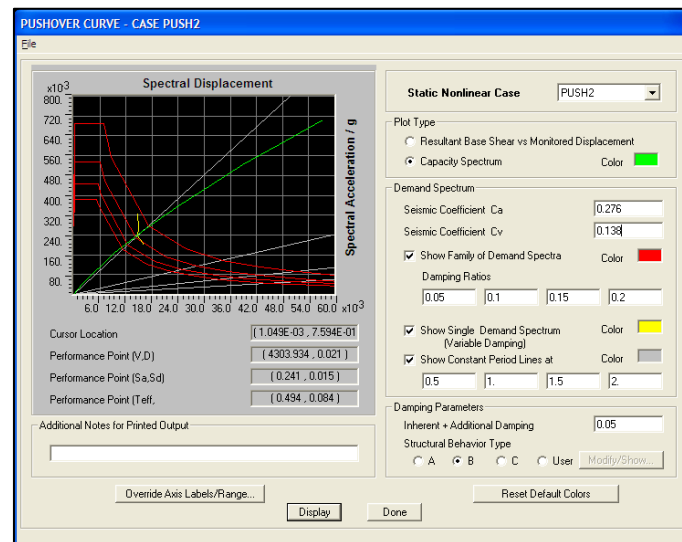 PUSHOVER CURVE - CASE PUSH2
File
Spectral Displacement
x10³
800.
720.
640.
560.
480.
400.
320.
240.
160.
80.
Spectral Acceleration / g
6.0 12.0 18.0 24.0 30.0 36.0 42.0 48.0 54.0 60.0 x10³
Cursor Location ( 1.049E-03 , 7.594E-01
Performance Point (V,D) ( 4303.934 , 0.021 )
Performance Point (Sa,Sd) ( 0.241 , 0.015 )
Performance Point (Teff, ( 0.494 , 0.084 )
Additional Notes for Printed Output
Override Axis Labels/Range...
Static Nonlinear Case PUSH2
Plot Type
Resultant Base Shear vs Monitored Displacement
Capacity Spectrum Color
Demand Spectrum
Seismic Coefficient Ca 0.276
Seismic Coefficient Cv 0.138
Show Family of Demand Spectra Color
Damping Ratios
0.05 0.1 0.15 0.2
Show Single Demand Spectrum Color
(Variable Damping)
Show Constant Period Lines at Color
0.5 1. 1.5 2.
Damping Parameters
Inherent + Additional Damping 0.05
Structural Behavior Type
A B C User Modify/Show...
Reset Default Colors
Display Done